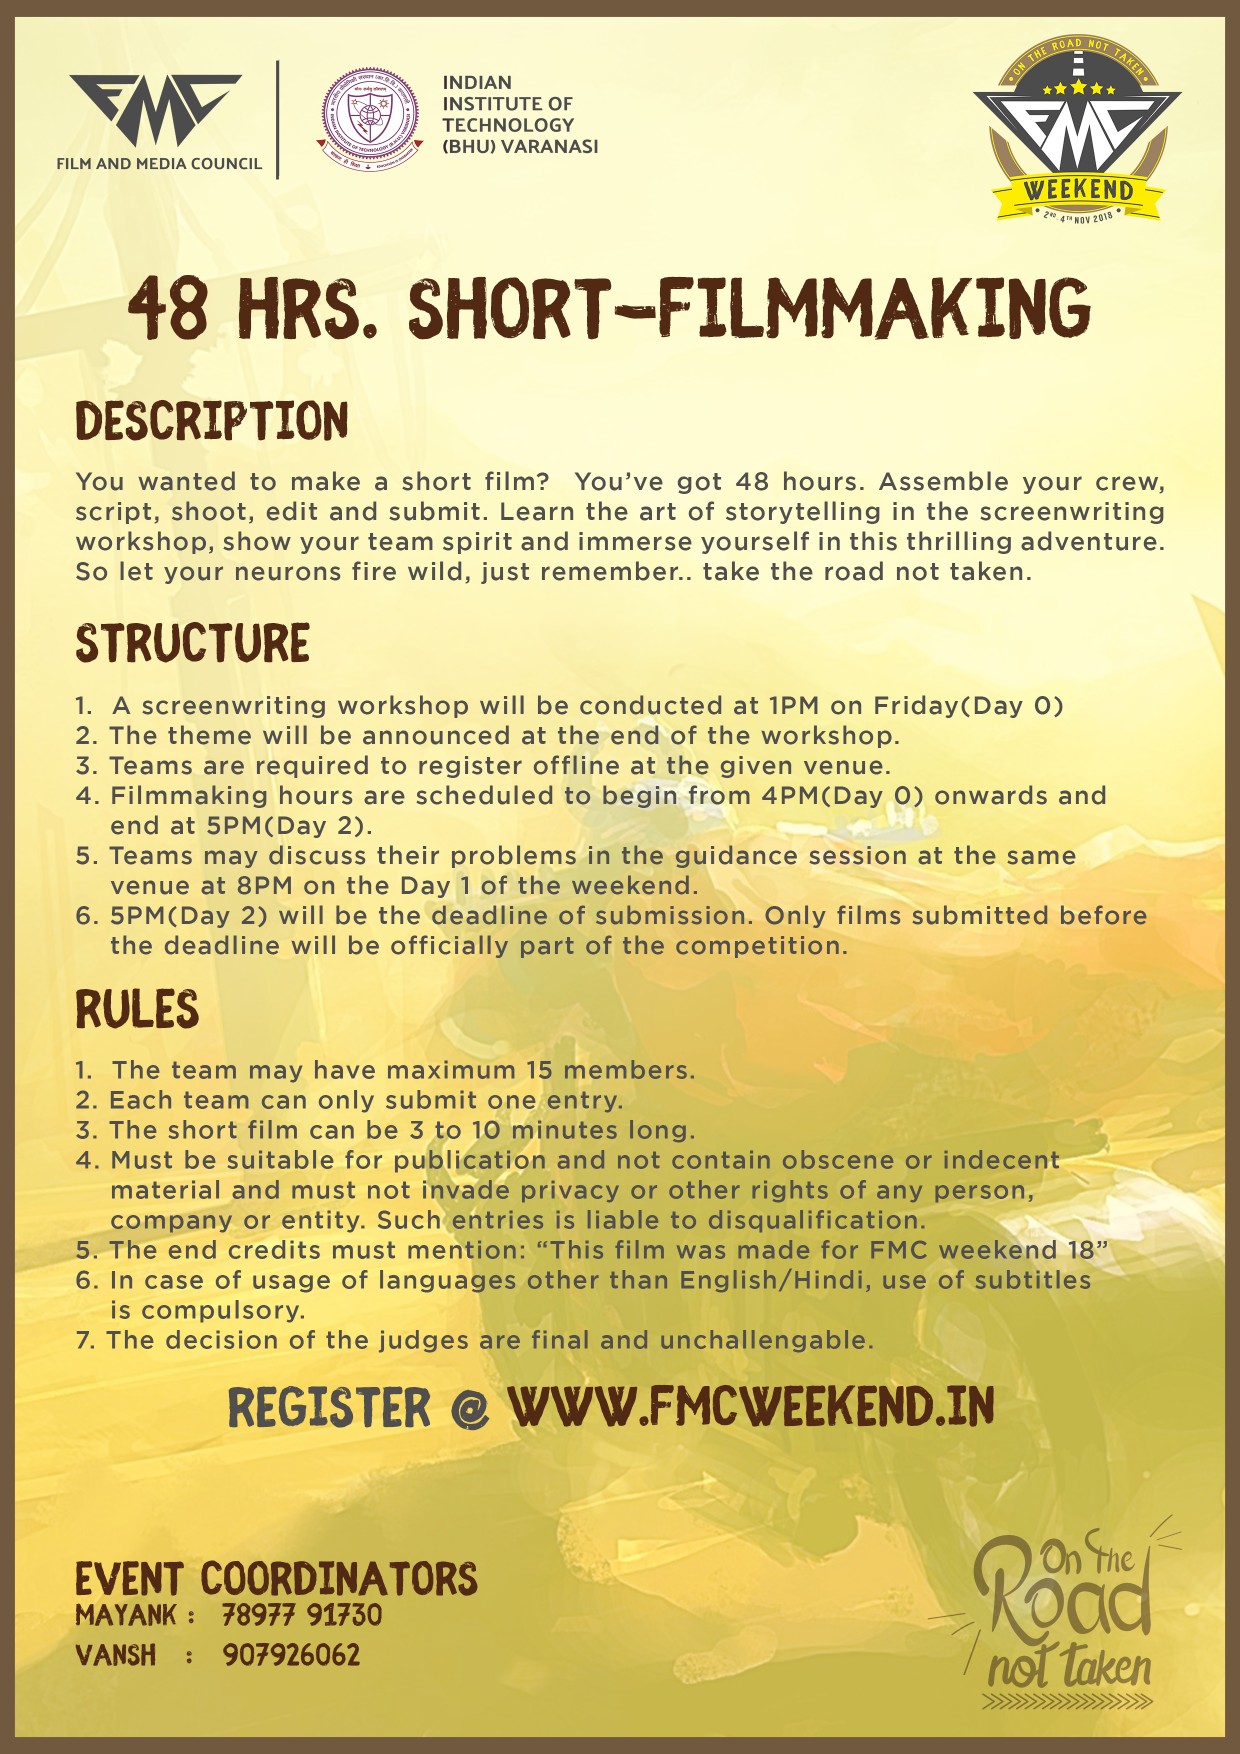 FMC
FILM AND MEDIA COUNCIL
INDIAN
INSTITUTE OF
TECHNOLOGY
(BHU) VARANASI
ON THE ROAD NOT TAKEN
FMC
WEEKEND
2ND - 4TH NOV 2018
48 HRS. SHORT-FILMMAKING
DESCRIPTION
You wanted to make a short film? You've got 48 hours. Assemble your crew,
script, shoot, edit and submit. Learn the art of storytelling in the screenwriting
workshop, show your team spirit and immerse yourself in this thrilling adventure.
So let your neurons fire wild, just remember.. take the road not taken.
STRUCTURE
1. A screenwriting workshop will be conducted at 1PM on Friday(Day 0)
2. The theme will be announced at the end of the workshop.
3. Teams are required to register offline at the given venue.
4. Filmmaking hours are scheduled to begin from 4PM(Day 0) onwards and
end at 5PM(Day 2).
5. Teams may discuss their problems in the guidance session at the same
venue at 8PM on the Day 1 of the weekend.
6. 5PM(Day 2) will be the deadline of submission. Only films submitted before
the deadline will be officially part of the competition.
RULES
1. The team may have maximum 15 members.
2. Each team can only submit one entry.
3. The short film can be 3 to 10 minutes long.
4. Must be suitable for publication and not contain obscene or indecent
material and must not invade privacy or other rights of any person,
company or entity. Such entries is liable to disqualification.
5. The end credits must mention: “This film was made for FMC weekend 18”
6. In case of usage of languages other than English/Hindi, use of subtitles
is compulsory.
7. The decision of the judges are final and unchallengable.
REGISTER @ WWW.FMCWEEKEND.IN
EVENT COORDINATORS
MAYANK : 78977 91730
VANSH : 907926062
On the
Road
not taken